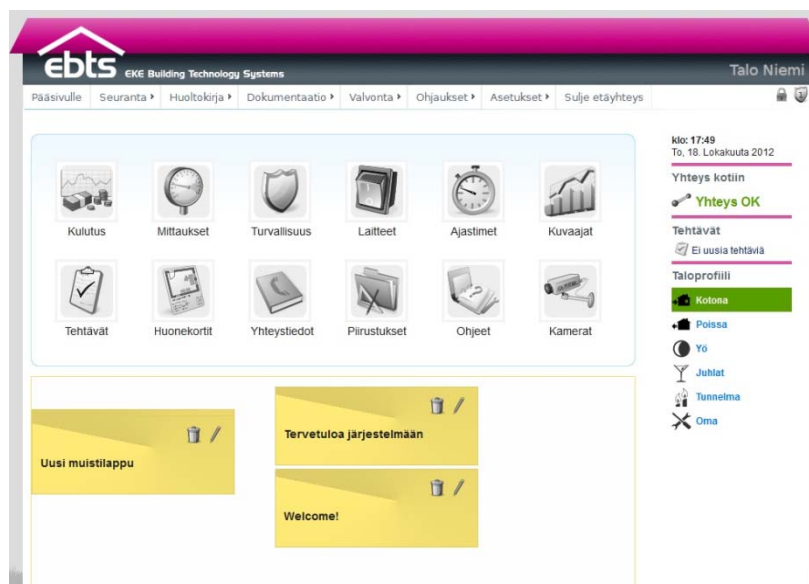 ebts EKE Building Technology Systems
Talo Niemi
Pääsivulle Seuranta Huoltokirja Dokumentaatio Valvonta Ohjaukset Asetukset Sulje etäyhteys
Kulutus Mittaukset Turvallisuus Laitteet Ajastimet Kuvaajat
Tehtävät Huonekortit Yhteystiedot Piirustukset Ohjeet Kamerat
Uusi muistilappu
Tervetuloa järjestelmään
Welcome!
klo: 17:49
To, 18. Lokakuuta 2012
Yhteys kotiin
Yhteys OK
Tehtävät
Ei uusia tehtäviä
Taloprofiili
Kotona
Poissa
Yö
Juhlat
Tunnelma
Oma